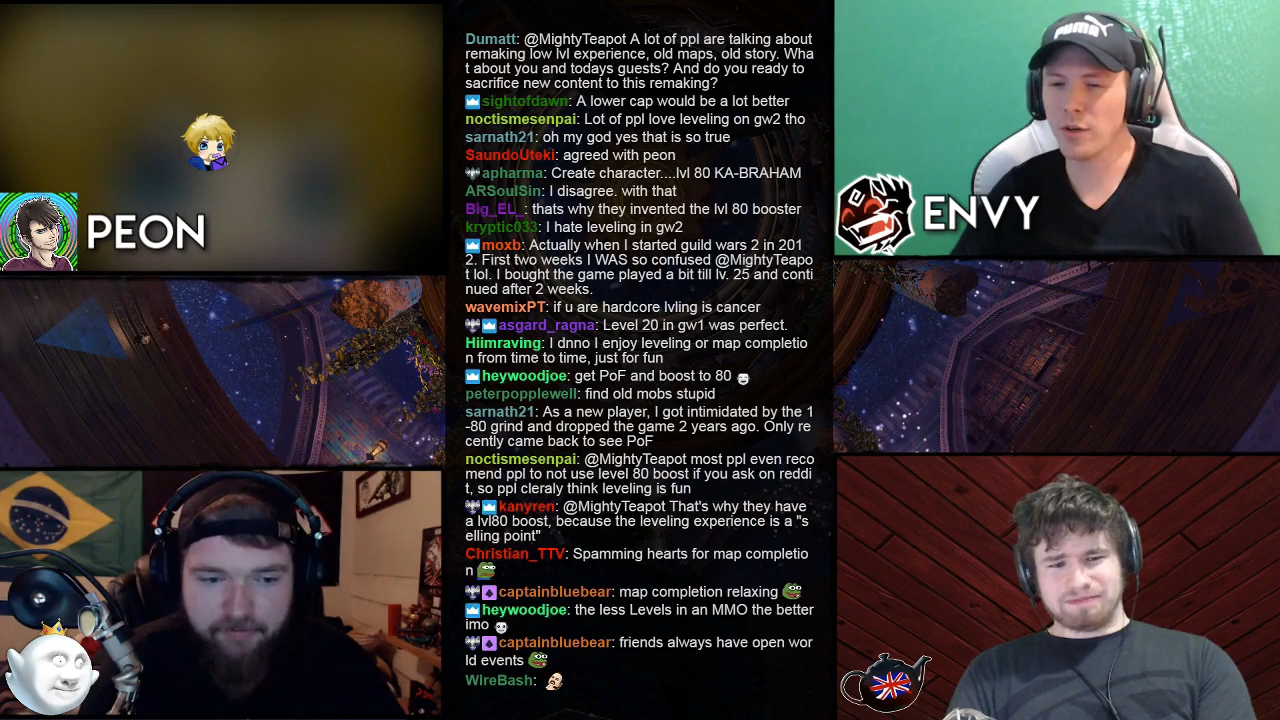 PEON
Dumatt: @MightyTeapot A lot of ppl are talking about
remaking low lvl experience, old maps, old story. Wha
t about you and todays guests? And do you ready to
sacrifice new content to this remaking?
sightofdawn: A lower cap would be a lot better
noctismesenpai: Lot of ppl love leveling on gw2 tho
sarnath21: oh my god yes that is so true
SaundoUteki: agreed with peon
apharma: Create character....lvl 80 KA-BRAHAM
ARSoulSin: I disagree. with that
Big_EL_: thats why they invented the lvl 80 booster
kryptic033: I hate leveling in gw2
moxb: Actually when I started guild wars 2 in 201
2. First two weeks I WAS so confused @MightyTeapo
t lol. I bought the game played a bit till lv. 25 and conti
nued after 2 weeks.
wavemixPT: if u are hardcore lvling is cancer
asgard_ragna: Level 20 in gw1 was perfect.
Hiimraving: I dnno I enjoy leveling or map completio
n from time to time, just for fun
heywoodjoe: get PoF and boost to 80
peterpopplewell: find old mobs stupid
sarnath21: As a new player, I got intimidated by the 1
-80 grind and dropped the game 2 years ago. Only re
cently came back to see PoF
noctismesenpai: @MightyTeapot most ppl even reco
mend ppl to not use level 80 boost if you ask on reddi
t, so ppl cleraly think leveling is fun
kanyren: @MightyTeapot That's why they have
a lvl80 boost, because the leveling experience is a "s
elling point"
Christian_TTV: Spamming hearts for map completio
n
captainbluebear: map completion relaxing
heywoodjoe: the less Levels in an MMO the better
imo
captainbluebear: friends always have open wor
ld events
WireBash:
PUMA
ENVY